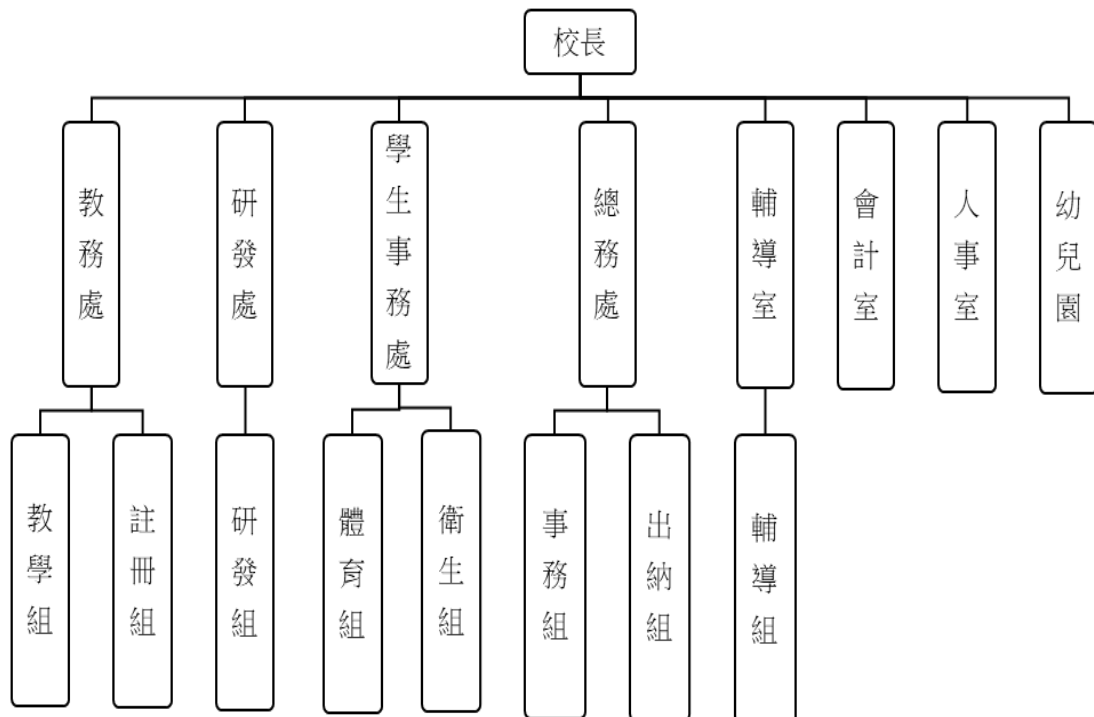 校長
教務處
研發處
學生事務處
總務處
輔導室
會計室
人事室
幼兒園
教學組
註冊組
研發組
體育組
衛生組
事務組
出納組
輔導組